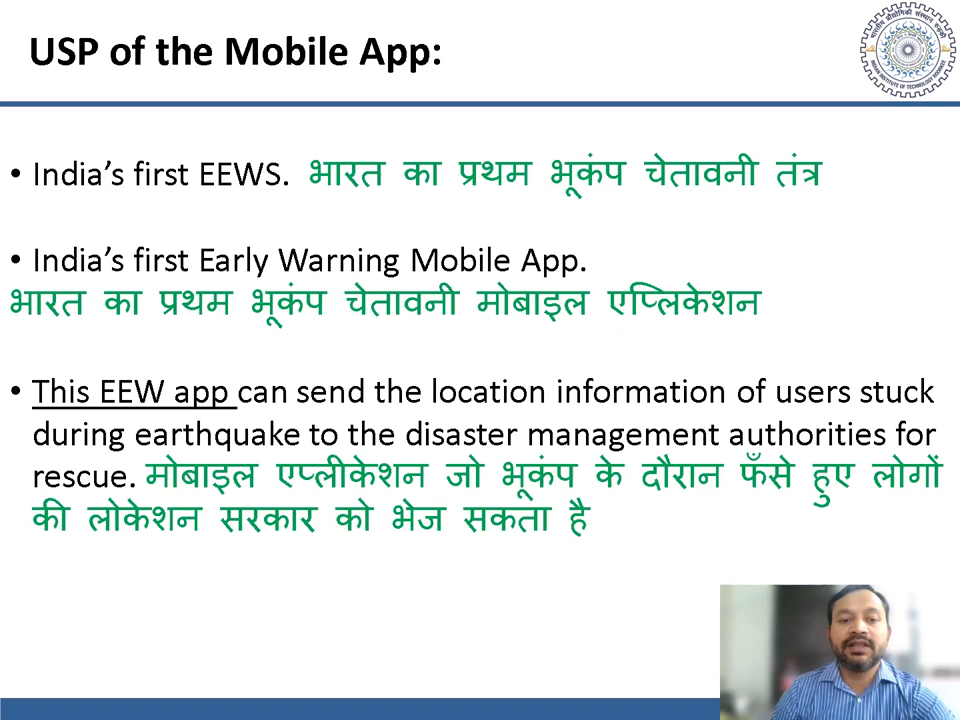 USP of the Mobile App:
• India's first EEWS. भारत का प्रथम भूकंप चेतावनी तंत्र
• India's first Early Warning Mobile App.
भारत का प्रथम भूकंप चेतावनी मोबाइल एप्लिकेशन
• This EEW app can send the location information of users stuck
during earthquake to the disaster management authorities for
rescue. मोबाइल एप्लीकेशन जो भूकंप के दौरान फँसे हुए लोगों
की लोकेशन सरकार को भेज सकता है